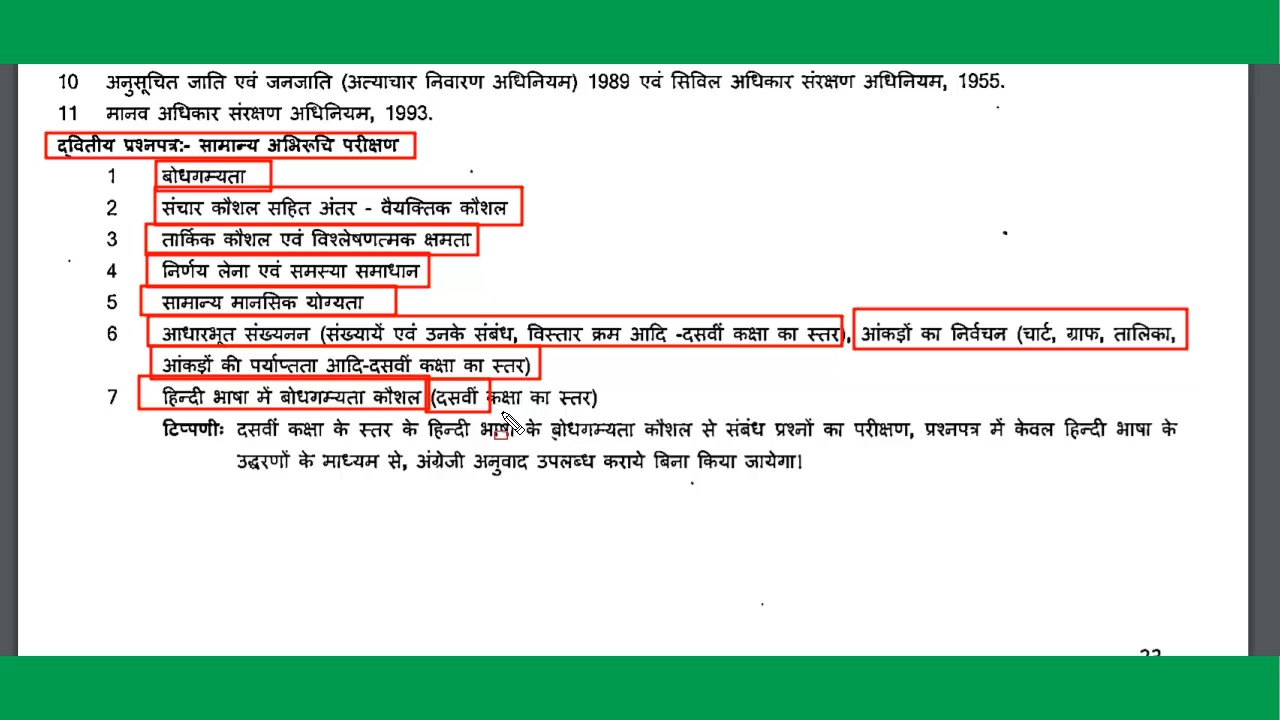 10 अनुसूचित जाति एवं जनजाति (अत्याचार निवारण अधिनियम) 1989 एवं सिविल अधिकार संरक्षण अधिनियम, 1955.
11 मानव अधिकार संरक्षण अधिनियम, 1993.
द्वितीय प्रश्नपत्र:- सामान्य अभिरूचि परीक्षण
1 बोधगम्यता
2 संचार कौशल सहित अंतर - वैयक्तिक कौशल
3 तार्किक कौशल एवं विश्लेषणत्मक क्षमता
4 निर्णय लेना एवं समस्या समाधान
5 सामान्य मानसिक योग्यता
6 आधारभूत संख्यनन (संख्यायें एवं उनके संबंध, विस्तार क्रम आदि -दसवीं कक्षा का स्तर), आंकड़ों का निर्वचन (चार्ट, ग्राफ, तालिका,
आंकड़ों की पर्याप्तता आदि-दसवीं कक्षा का स्तर)
7 हिन्दी भाषा में बोधगम्यता कौशल (दसवीं कक्षा का स्तर)
टिप्पणीः दसवीं कक्षा के स्तर के हिन्दी भाषा के बोधगम्यता कौशल से संबंध प्रश्नों का परीक्षण, प्रश्नपत्र में केवल हिन्दी भाषा के
उद्धरणों के माध्यम से, अंग्रेजी अनुवाद उपलब्ध कराये बिना किया जायेगा।